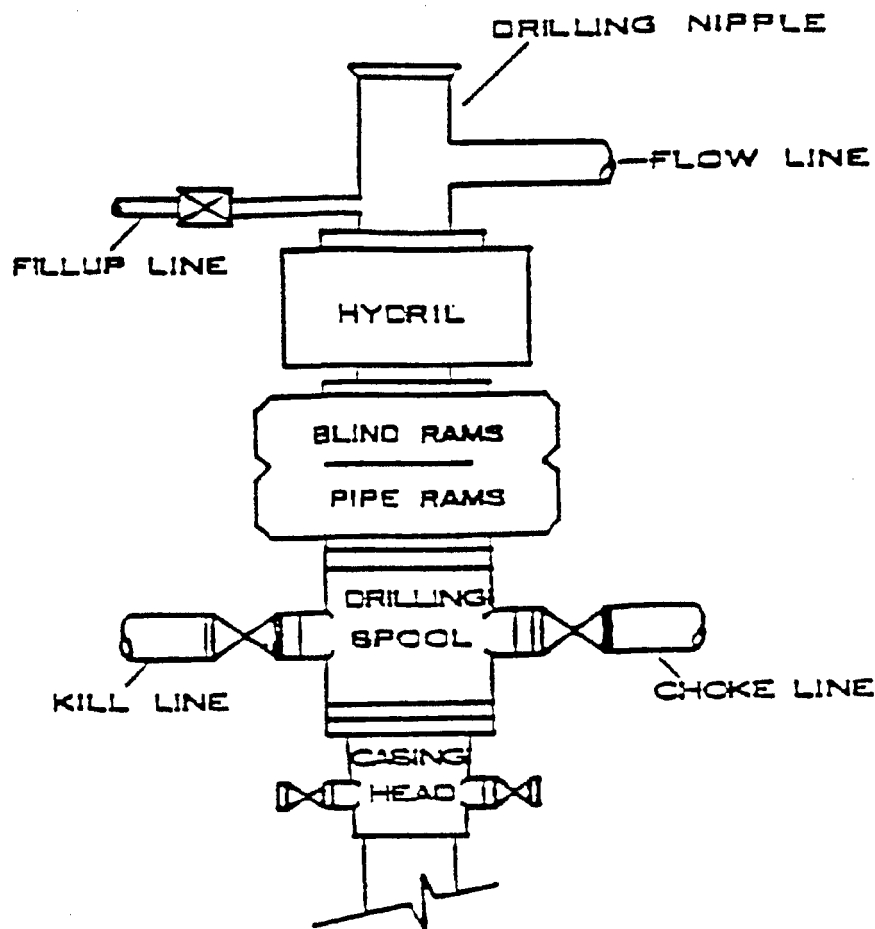 DRILLING NIPPLE
FLOW LINE
FILLUP LINE
HYDRIL
BLIND RAMS
PIPE RAMS
DRILLING
SPOOL
KILL LINE
CHOKE LINE
CASING
HEAD